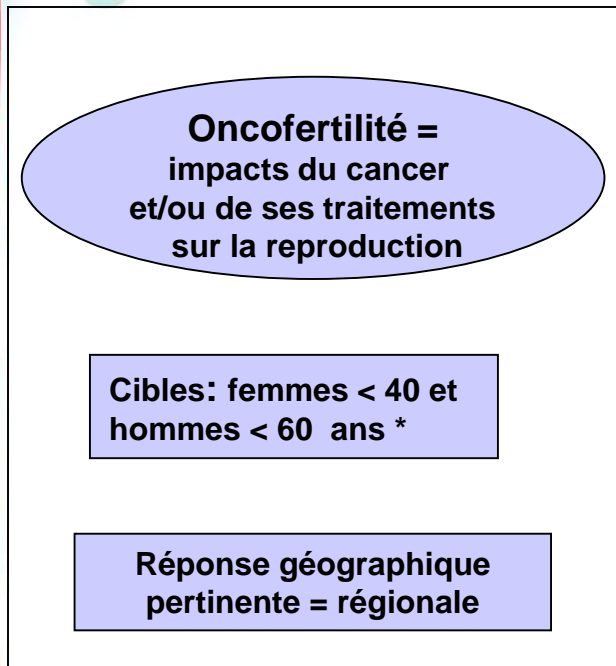 Oncofertilité =
impacts du cancer
et/ou de ses traitements
sur la reproduction
Cibles: femmes < 40 et
hommes < 60 ans *
Réponse géographique
pertinente = régionale